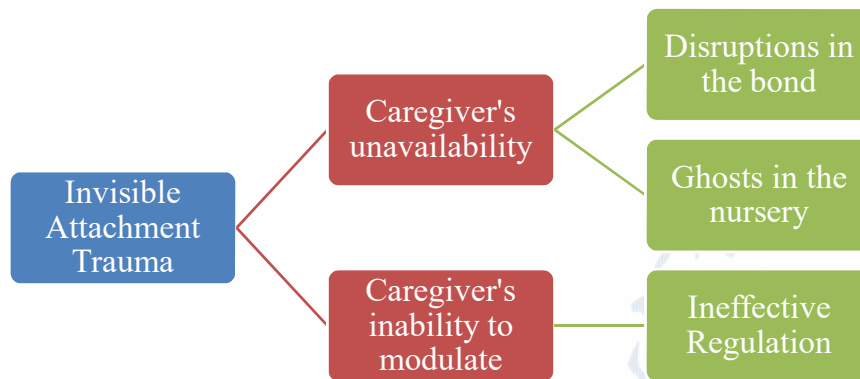 Invisible
Attachment
Trauma
Caregiver's
unavailability
Disruptions in
the bond
Ghosts in the
nursery
Caregiver's
inability to
modulate
Ineffective
Regulation